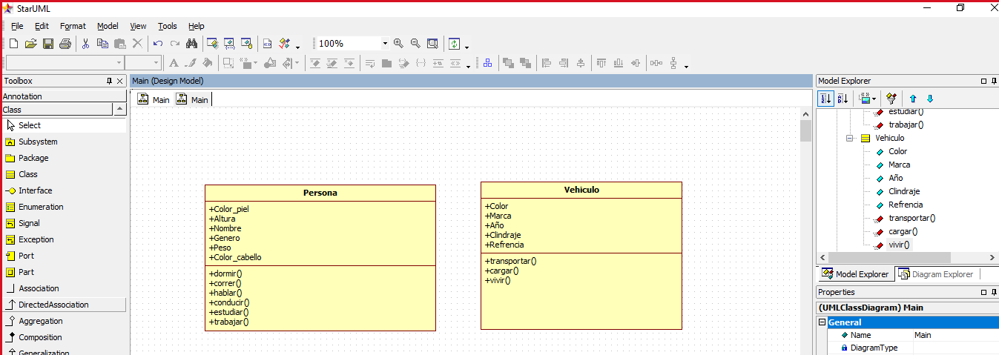 StarUML
File Edit Format Model View Tools Help
100%
Toolbox
Annotation
Class
Select
Subsystem
Package
Class
Interface
Enumeration
Signal
Exception
Port
Part
Association
DirectedAssociation
Aggregation
Composition
Generalization
Main (Design Model)
Main Main
Persona
+Color_piel
+Altura
+Nombre
+Genero
+Peso
+Color_cabello
+dormir()
+correr()
+hablar()
+conducir()
+estudiar()
+trabajar()
Vehiculo
+Color
+Marca
+Año
+Clindraje
+Refrencia
+transportar()
+cargar()
+vivir()
Model Explorer
estudiar()
trabajar()
Vehiculo
Color
Marca
Año
Clindraje
Refrencia
transportar()
cargar()
vivir()
Model Explorer Diagram Explorer
Properties
(UMLClassDiagram) Main
General
Name Main
DiagramType